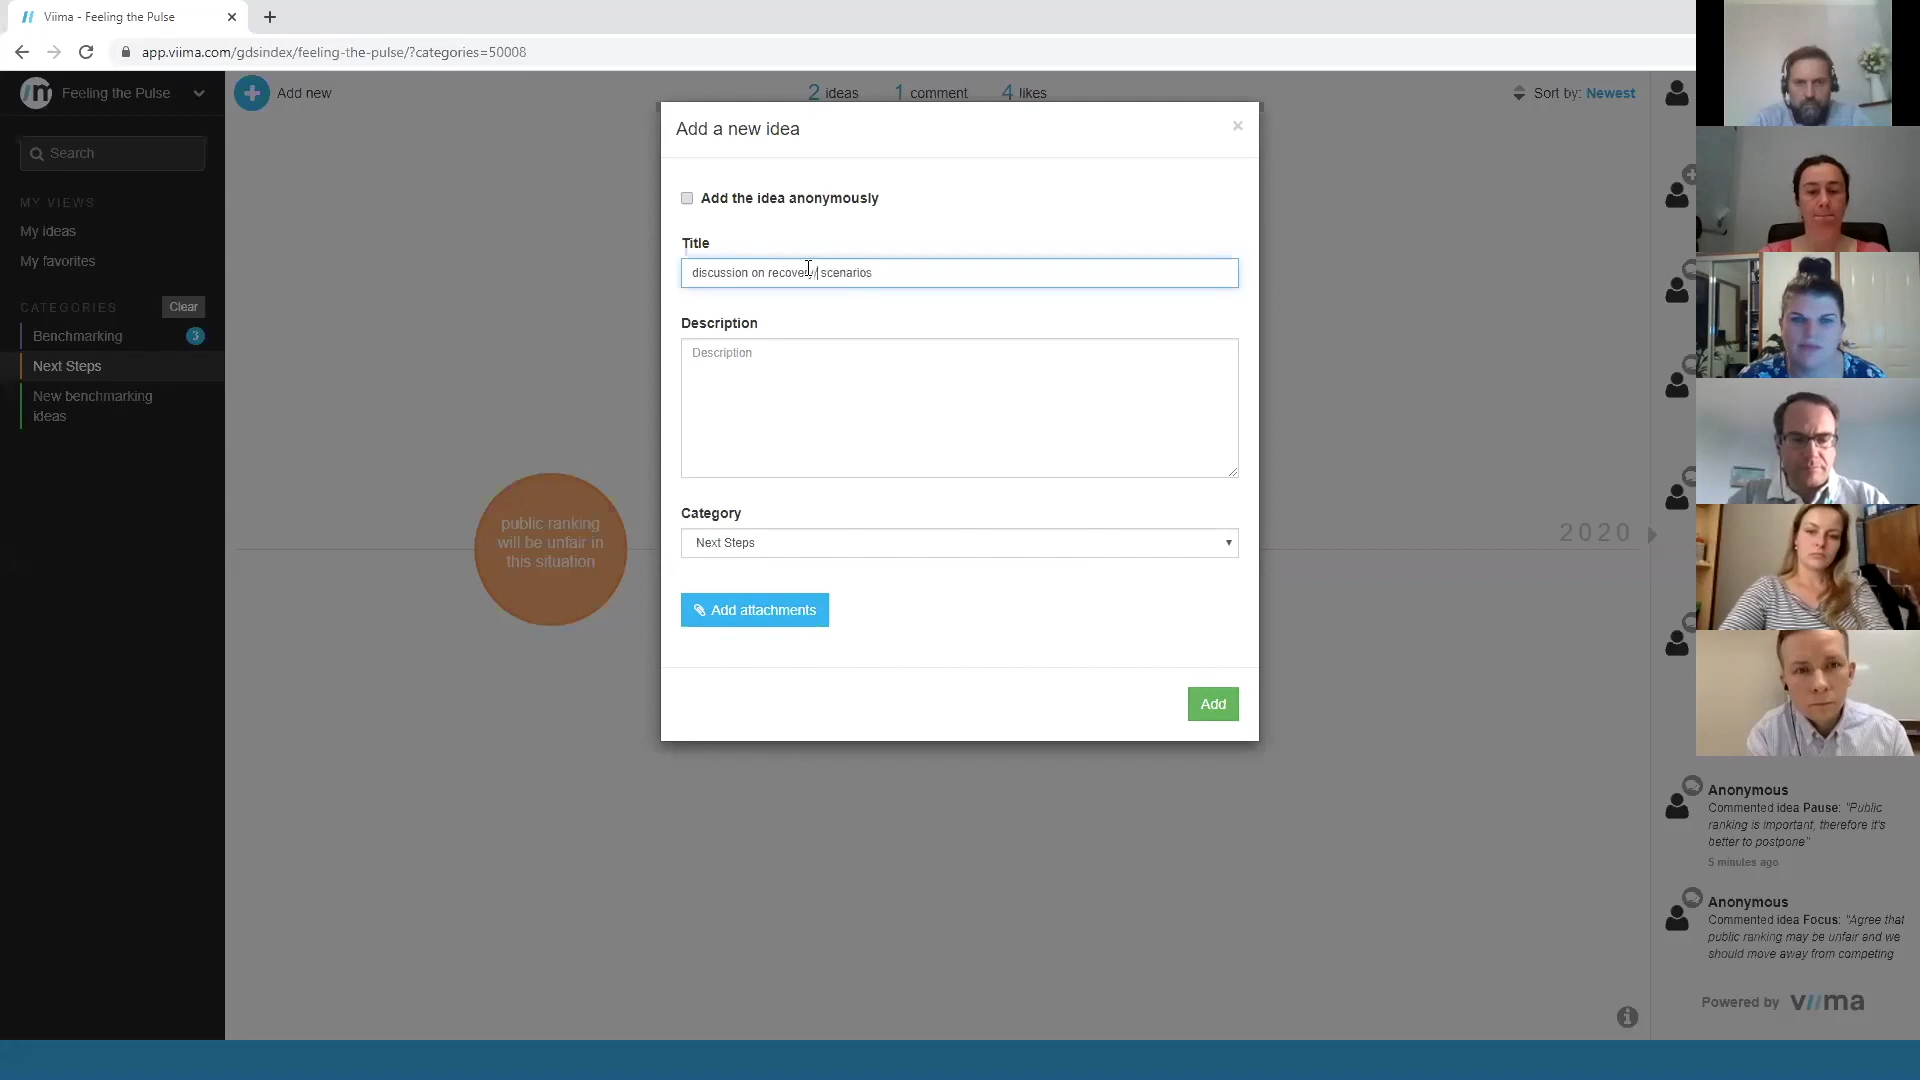 Viima - Feeling the Pulse
app.viima.com/gdsindex/feeling-the-pulse/?categories=50008
Feeling the Pulse
Add new
2 ideas 1 comment 4 likes
Sort by: Newest
Search
MY VIEWS
My ideas
My favorites
CATEGORIES Clear
Benchmarking 3
Next Steps
New benchmarking
ideas
public ranking
will be unfair in
this situation
2020
Add a new idea
Add the idea anonymously
Title
discussion on recovery/ scenarios
Description
Description
Category
Next Steps
Add attachments
Add
Anonymous
Commented idea Pause: "Public
ranking is important, therefore it's
better to postpone"
5 minutes ago
Anonymous
Commented idea Focus: "Agree that
public ranking may be unfair and we
should move away from competing
Powered by viima